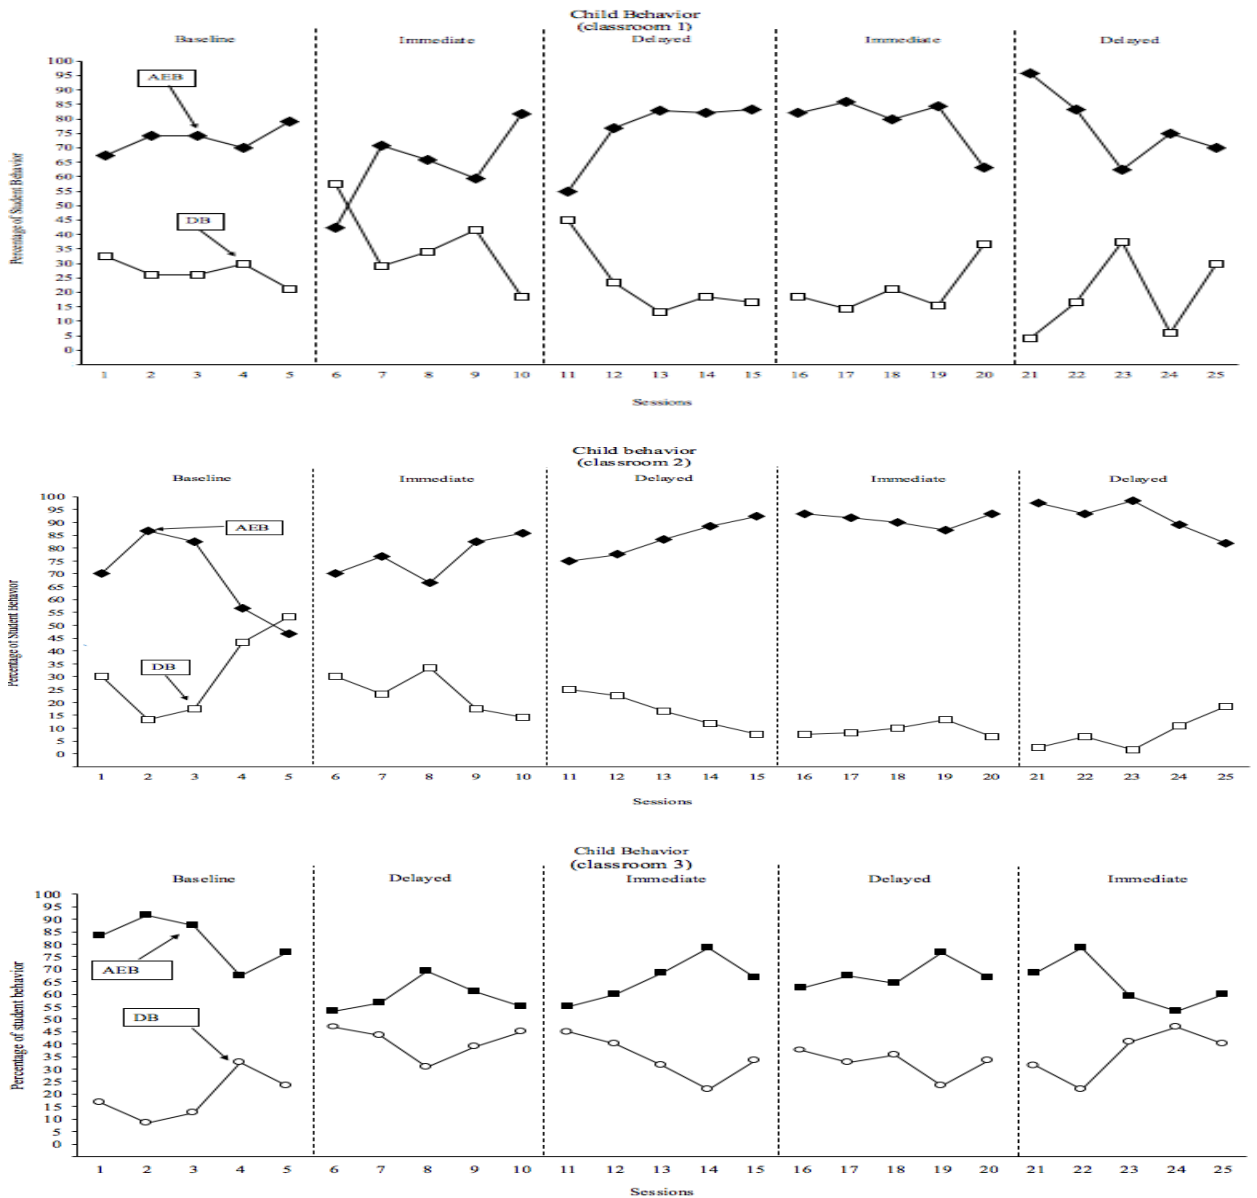 Child Behavior
(classroom 1)
Baseline Immediate Delayed Immediate Delayed
100
95
90
85
80
75
70
65
60
55
50
45
40
35
30
25
20
15
10
5
0
AEB
DB
Percentage of Student Behavior
1 2 3 4 5 6 7 8 9 10 11 12 13 14 15 16 17 18 19 20 21 22 23 24 25
Sessions
Child behavior
(classroom 2)
Baseline Immediate Delayed Immediate Delayed
100
95
90
85
80
75
70
65
60
55
50
45
40
35
30
25
20
15
10
5
0
AEB
DB
Percentage of Student Behavior
1 2 3 4 5 6 7 8 9 10 11 12 13 14 15 16 17 18 19 20 21 22 23 24 25
Sessions
Child Behavior
(classroom 3)
Baseline Delayed Immediate Delayed Immediate
100
95
90
85
80
75
70
65
60
55
50
45
40
35
30
25
20
15
10
5
0
AEB
DB
Percentage of student behavior
1 2 3 4 5 6 7 8 9 10 11 12 13 14 15 16 17 18 19 20 21 22 23 24 25
Sessions